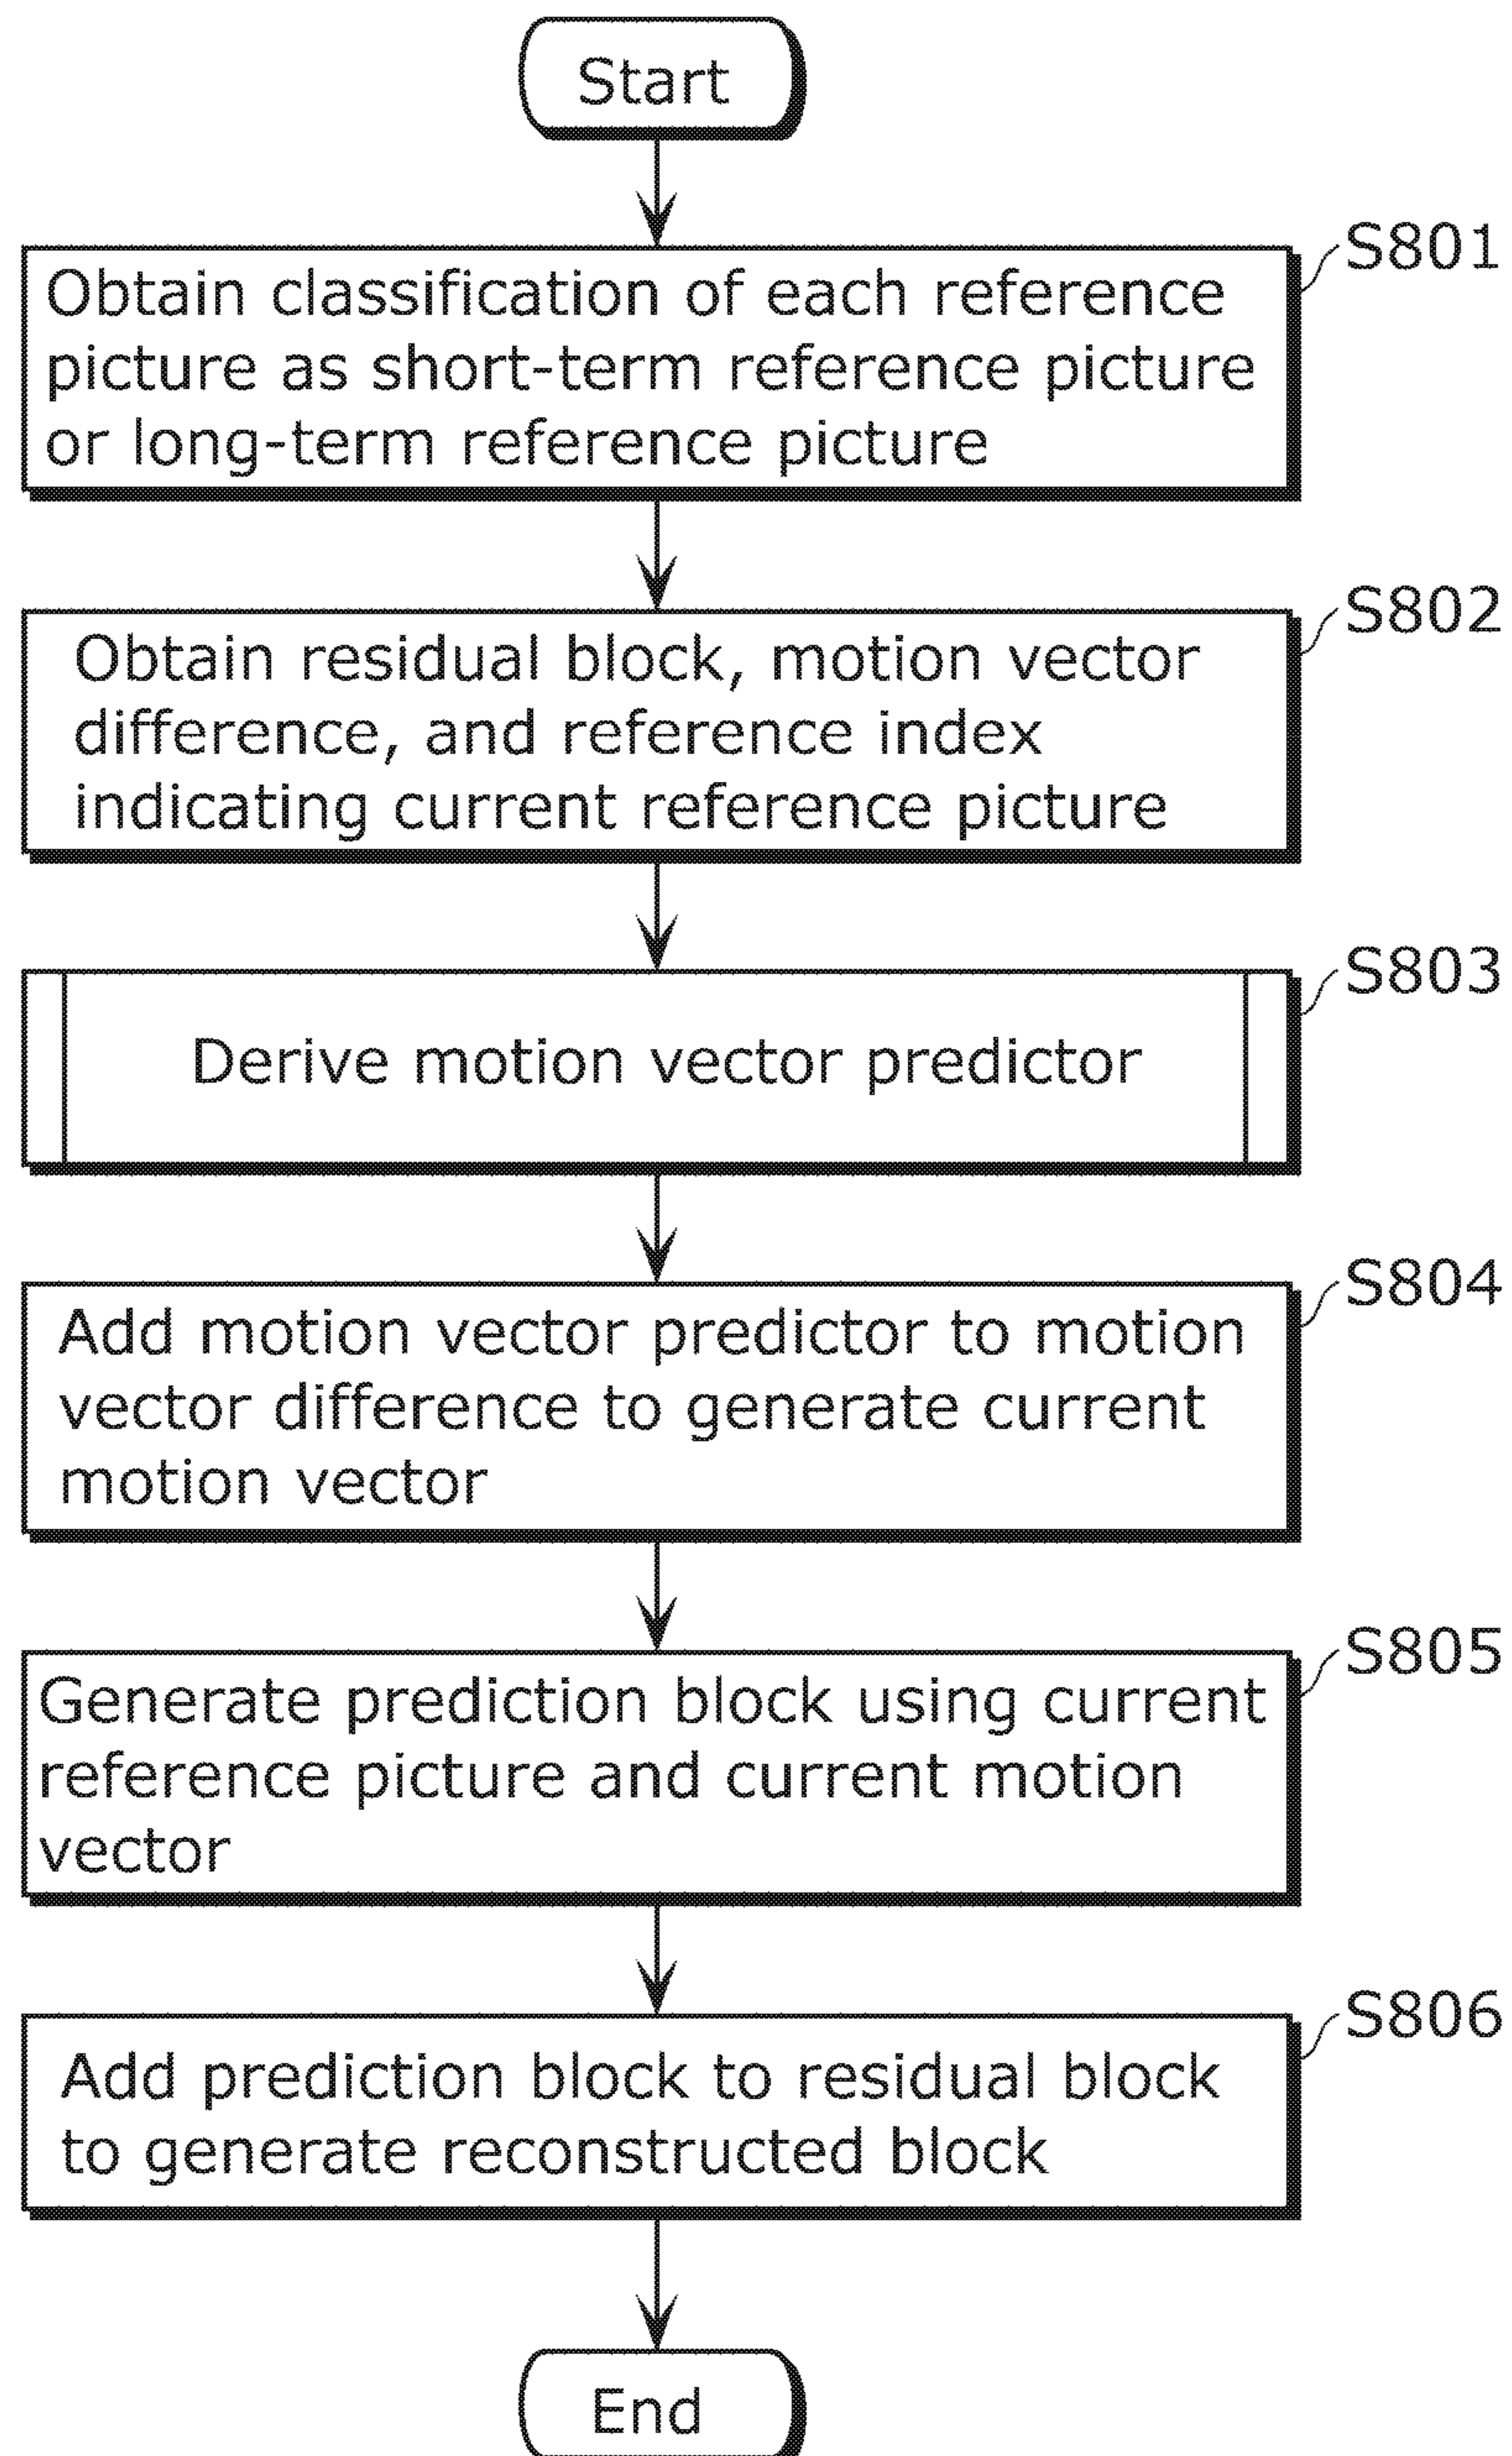 Start
S801
Obtain classification of each reference
picture as short-term reference picture
or long-term reference picture
S802
Obtain residual block, motion vector
difference, and reference index
indicating current reference picture
S803
Derive motion vector predictor
S804
Add motion vector predictor to motion
vector difference to generate current
motion vector
S805
Generate prediction block using current
reference picture and current motion
vector
S806
Add prediction block to residual block
to generate reconstructed block
End